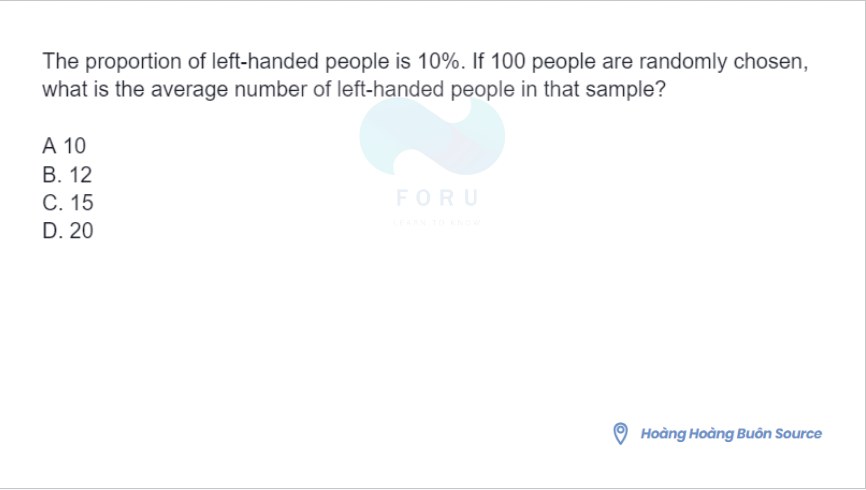 The proportion of left-handed people is 10%. If 100 people are randomly chosen,
what is the average number of left-handed people in that sample?
A 10
B. 12
C. 15
D. 20
FORU
Hoàng Hoàng Buôn Source